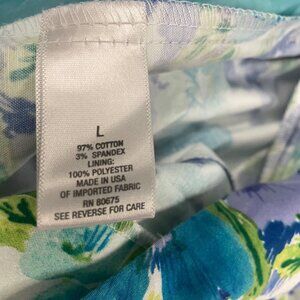 L
97% COTTON
3% SPANDEX
LINING:
100% POLYESTER
MADE IN USA
OF IMPORTED FABRIC
RN 80675
SEE REVERSE FOR CARE